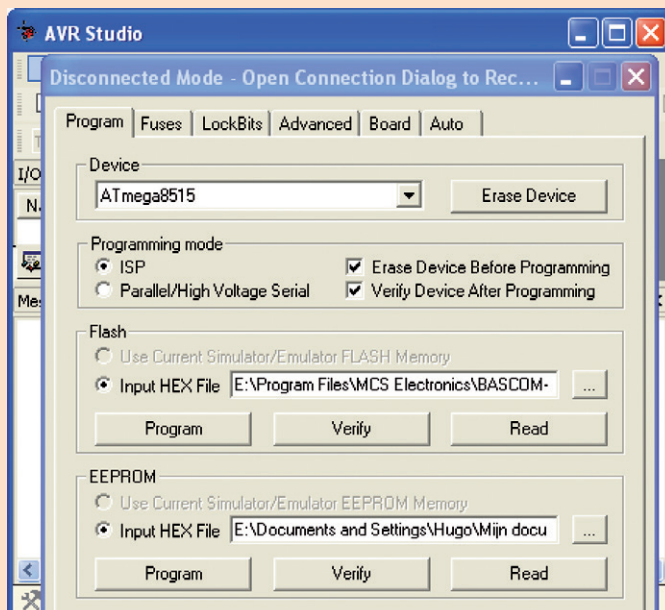 AVR Studio
Disconnected Mode - Open Connection Dialog to Rec...
Program Fuses LockBits Advanced Board Auto
I/O
Device
ATmega8515 Erase Device
Programming mode
ISP Erase Device Before Programming
Parallel/High Voltage Serial Verify Device After Programming
Flash
Use Current Simulator/Emulator FLASH Memory
Input HEX File E:\Program Files\MCS Electronics\BASCOM- ...
Program Verify Read
EEPROM
Use Current Simulator/Emulator EEPROM Memory
Input HEX File E:\Documents and Settings\Hugo\Mijn docu ...
Program Verify Read